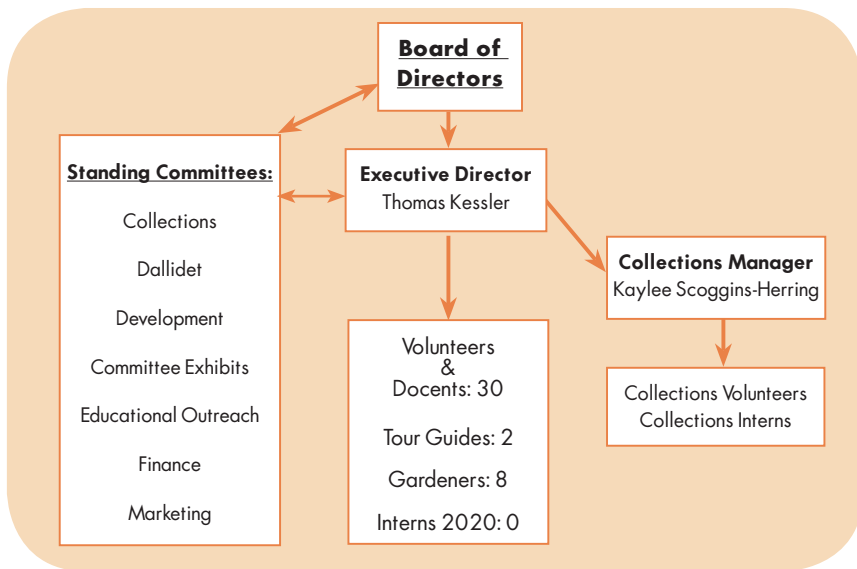 Board of
Directors
Standing Committees:
Collections
Dallidet
Development
Committee Exhibits
Educational Outreach
Finance
Marketing
Executive Director
Thomas Kessler
Collections Manager
Kaylee Scoggins-Herring
Volunteers
&
Docents: 30
Tour Guides: 2
Gardeners: 8
Interns 2020: 0
Collections Volunteers
Collections Interns